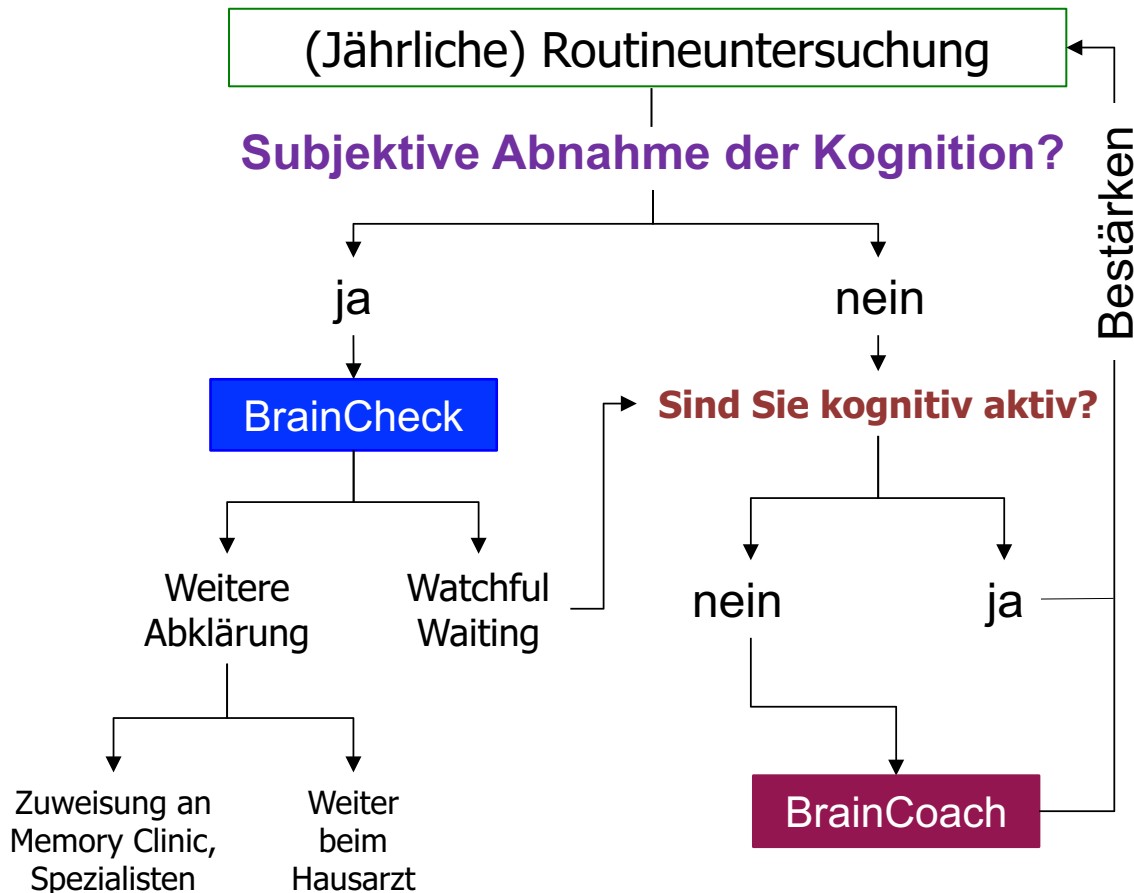 (Jährliche) Routineuntersuchung
Subjektive Abnahme der Kognition?
Bestärken
ja
nein
BrainCheck
Sind Sie kognitiv aktiv?
Weitere
Abklärung
Watchful
Waiting
nein
ja
Zuweisung an
Memory Clinic,
Spezialisten
Weiter
beim
Hausarzt
BrainCoach